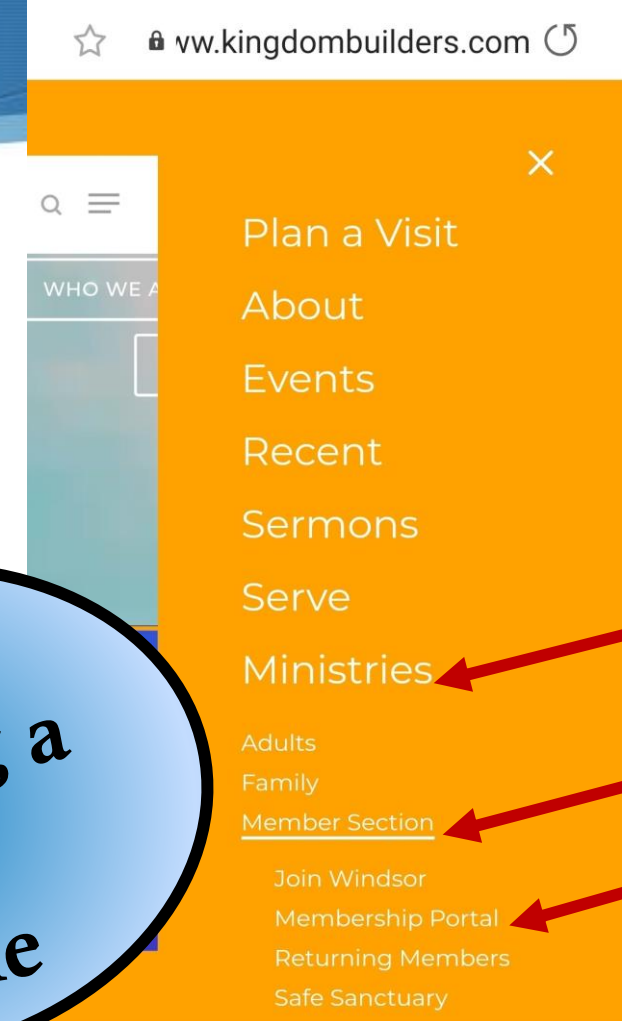 vw.kingdombuilders.com
Plan a Visit
WHO WE A
About
Events
Recent
Sermons
Serve
Ministries
Adults
Family
Member Section
Join Windsor
Membership Portal
Returning Members
Safe Sanctuary
a